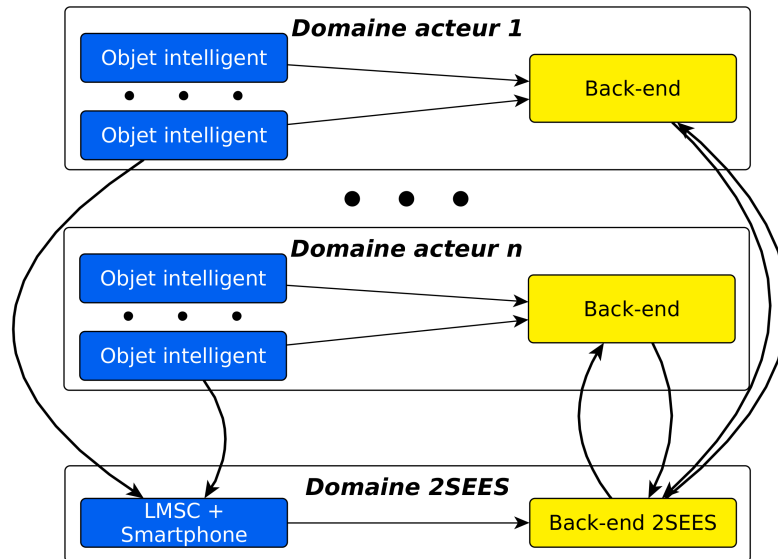 Domaine acteur 1
Objet intelligent
Back-end
Objet intelligent
Domaine acteur n
Objet intelligent
Back-end
Objet intelligent
Domaine 2SEES
LMSC +
Smartphone
Back-end 2SEES